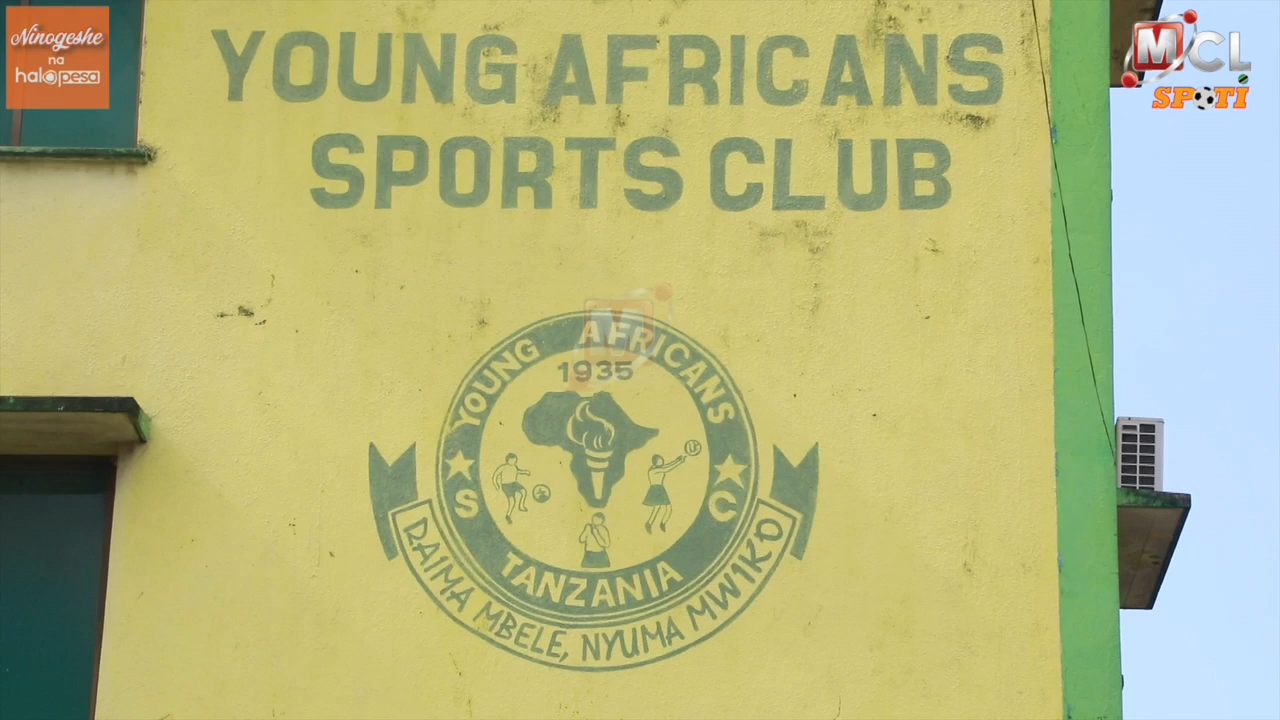 Ninogeshe
na
halopesa
MCL
SPOTI
YOUNG AFRICANS
SPORTS CLUB
YOUNG AFRICANS
1935
S C
TANZANIA
DAIMA MBELE, NYUMA MWIKO